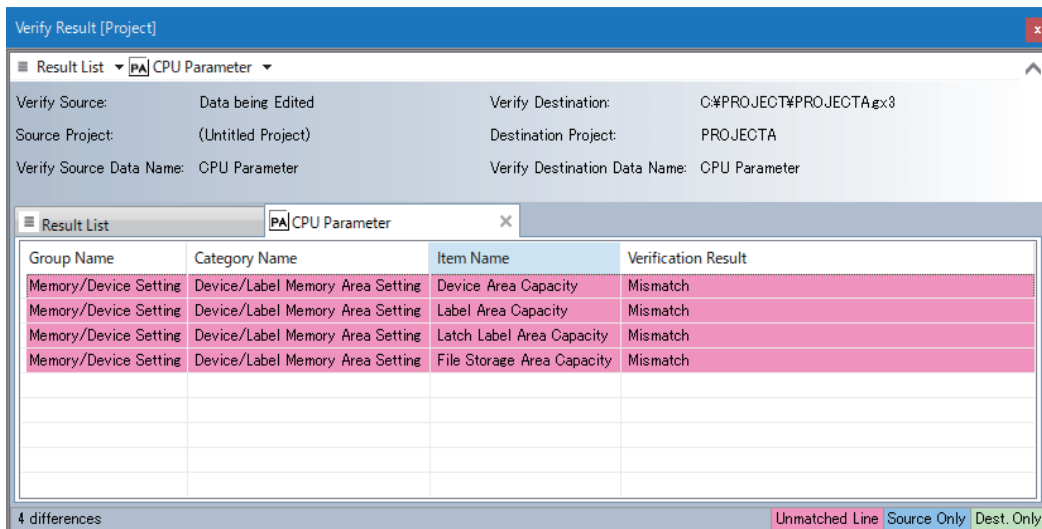 Verify Result [Project]
x
Result List PA CPU Parameter
Verify Source: Data being Edited Verify Destination: C:¥PROJECT¥PROJECTA.gx3
Source Project: (Untitled Project) Destination Project: PROJECTA
Verify Source Data Name: CPU Parameter Verify Destination Data Name: CPU Parameter
Result List PA CPU Parameter
Group Name Category Name Item Name Verification Result
Memory/Device Setting Device/Label Memory Area Setting Device Area Capacity Mismatch
Memory/Device Setting Device/Label Memory Area Setting Label Area Capacity Mismatch
Memory/Device Setting Device/Label Memory Area Setting Latch Label Area Capacity Mismatch
Memory/Device Setting Device/Label Memory Area Setting File Storage Area Capacity Mismatch
4 differences Unmatched Line Source Only Dest. Only